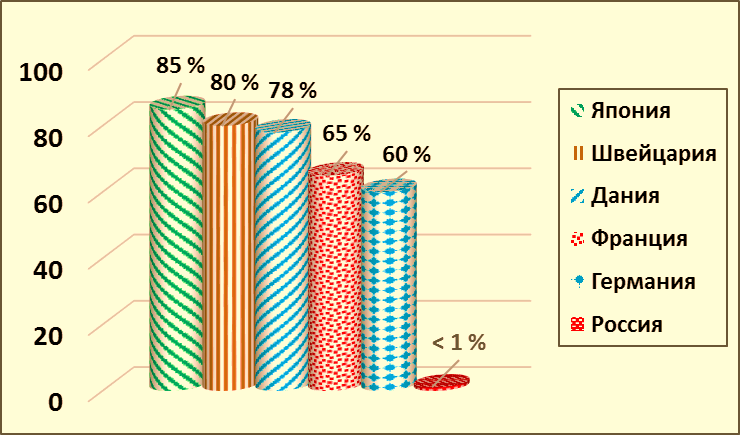 100
80
60
40
20
0
85 %
80 %
78 %
65 %
60 %
< 1 %
Япония
Швейцария
Дания
Франция
Германия
Россия